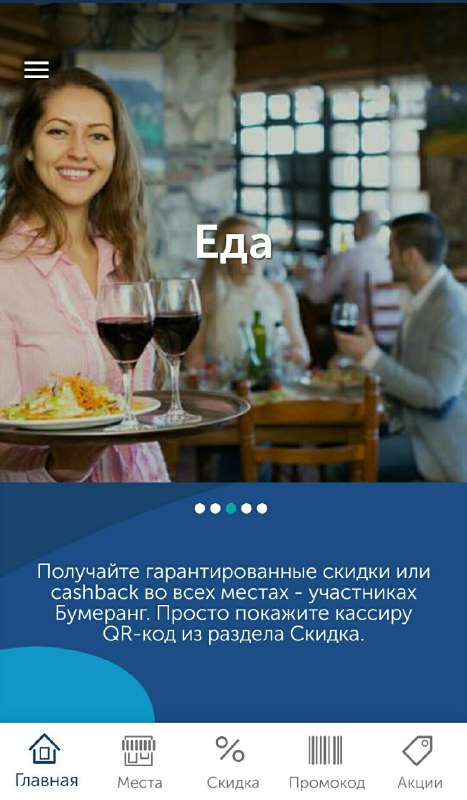 Еда
Получайте гарантированные скидки или
cashback во всех местах - участниках
Бумеранг. Просто покажите кассиру
QR-код из раздела Скидка.
Главная
Места
Скидка
Промокод
Акции